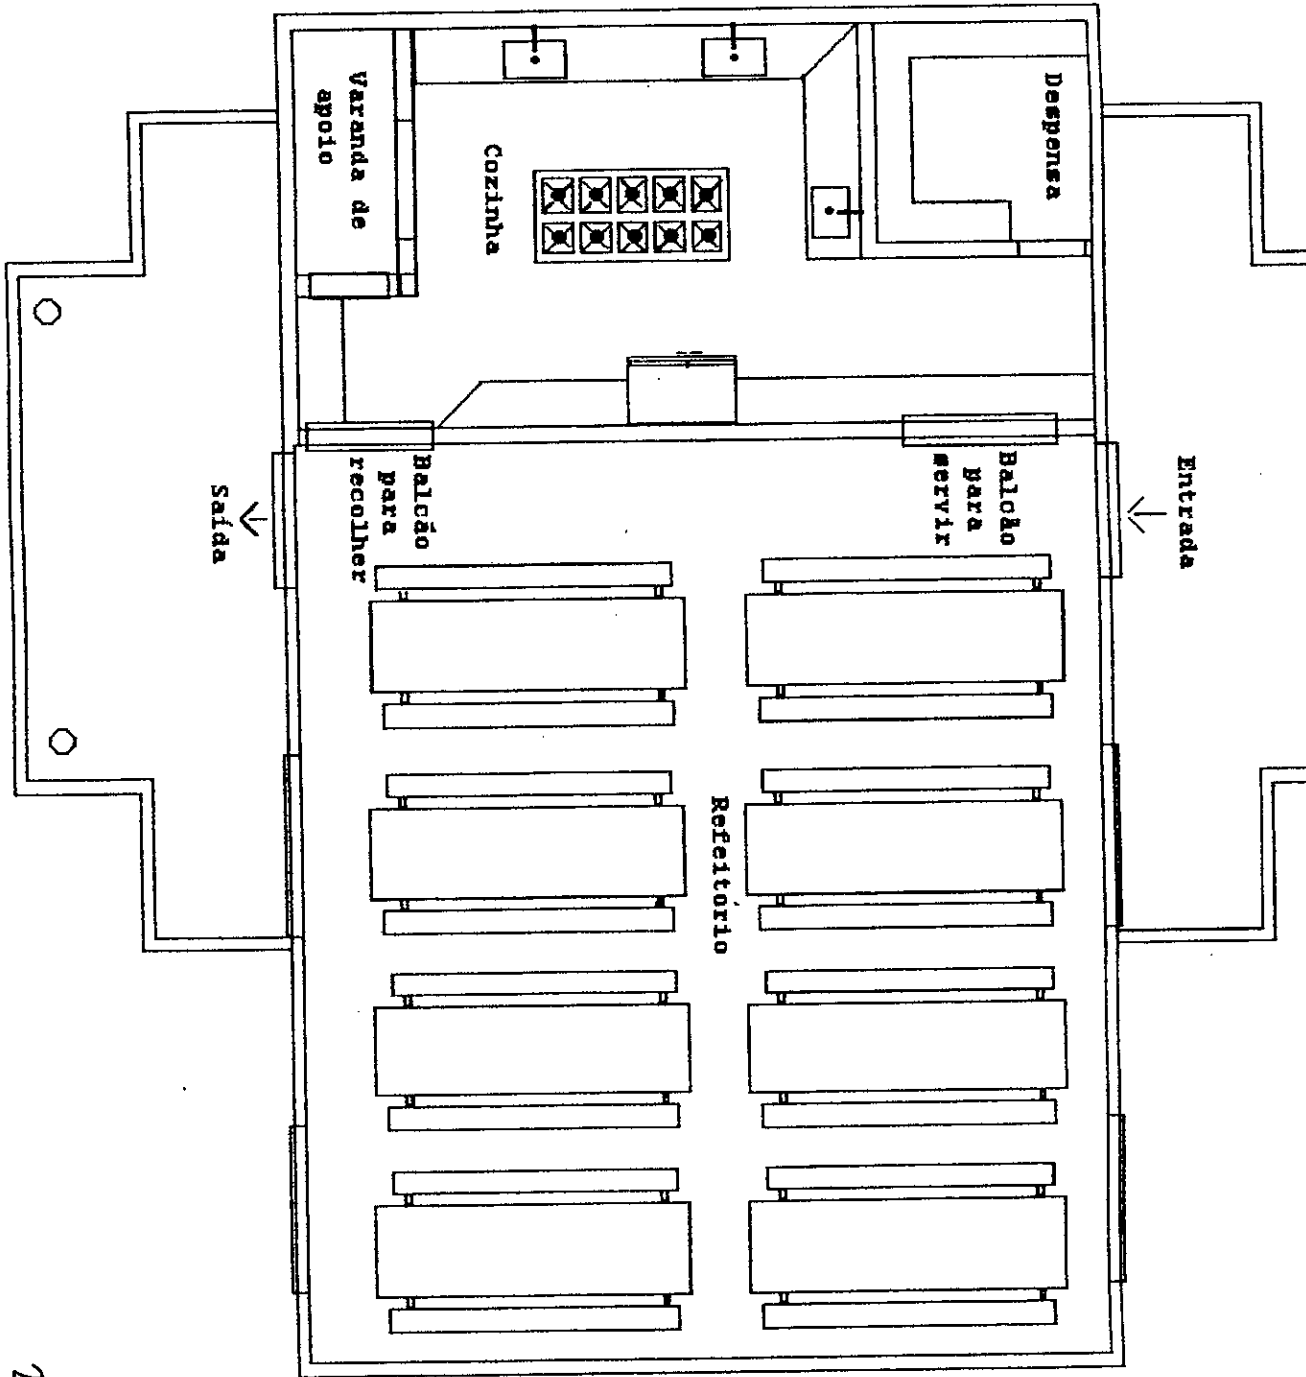 Despensa
Varanda de
apoio
Cozinha
Entrada
Balcão
para
servir
Balcão
para
recolher
Saída
Refeitório